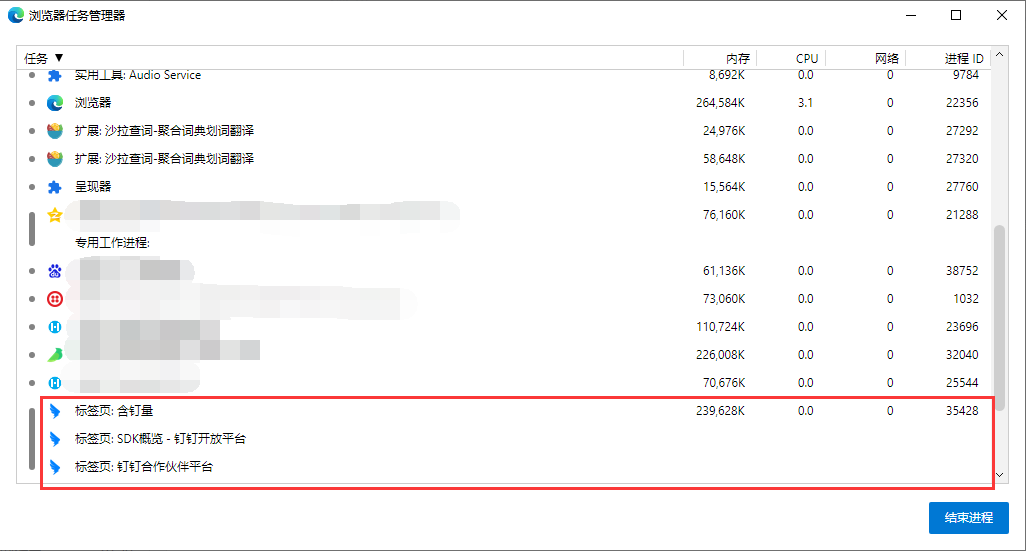 浏览器任务管理器
任务 ▼ 内存 CPU 网络 进程 ID
实用工具: Audio Service 8,692K 0.0 0 9784
浏览器 264,584K 3.1 0 22356
扩展: 沙拉查词-聚合词典划词翻译 24,976K 0.0 0 27292
扩展: 沙拉查词-聚合词典划词翻译 58,648K 0.0 0 27320
呈现器 15,564K 0.0 0 27760
76,160K 0.0 0 21288
专用工作进程:
61,136K 0.0 0 38752
73,060K 0.0 0 1032
110,724K 0.0 0 23696
226,008K 0.0 0 32040
70,676K 0.0 0 25544
标签页: 含钉量 239,628K 0.0 0 35428
标签页: SDK概览 - 钉钉开放平台
标签页: 钉钉合作伙伴平台
结束进程